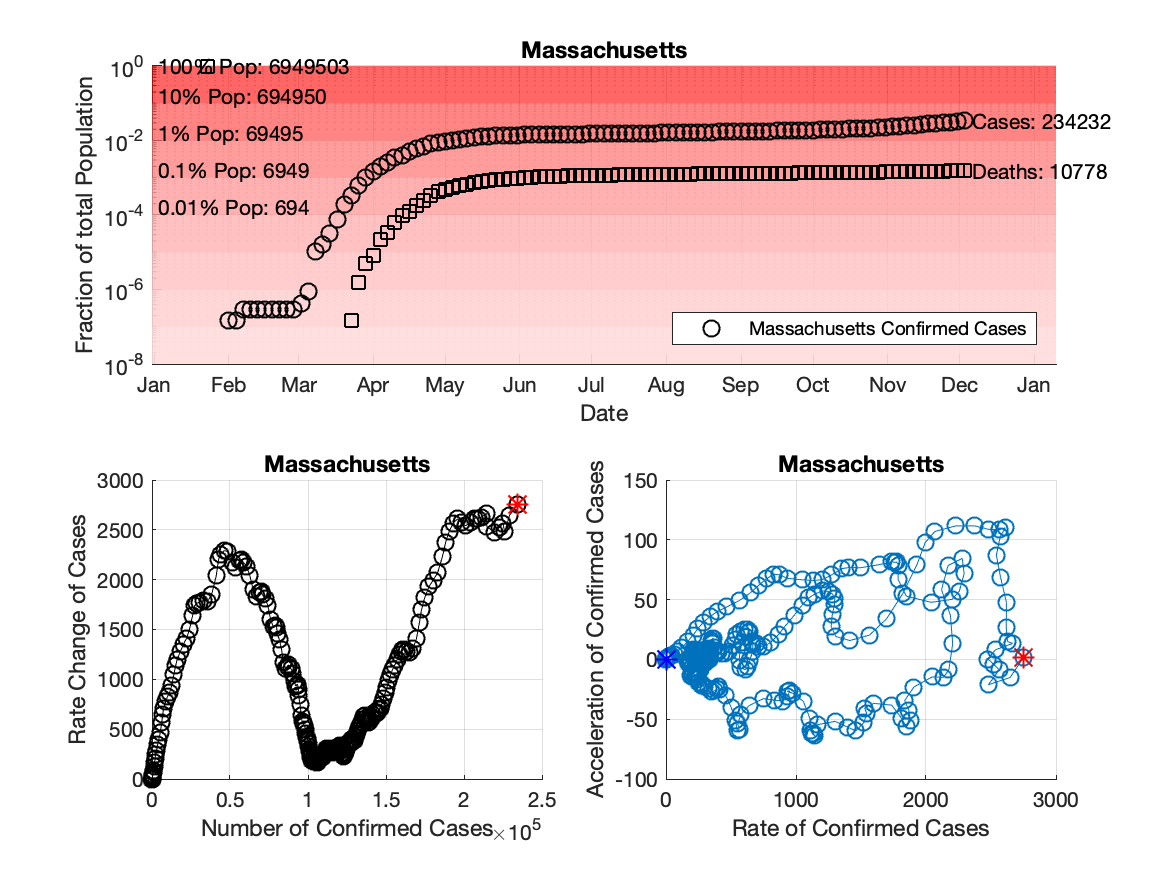 Massachusetts
Fraction of total Population
10^0
10^-2
10^-4
10^-6
10^-8
100% Pop: 6949503
10% Pop: 694950
1% Pop: 69495
0.1% Pop: 6949
0.01% Pop: 694
Cases: 234232
Deaths: 10778
Massachusetts Confirmed Cases
Jan Feb Mar Apr May Jun Jul Aug Sep Oct Nov Dec Jan
Date
Massachusetts
Rate Change of Cases
3000
2500
2000
1500
1000
500
0
0 0.5 1 1.5 2 2.5
Number of Confirmed Cases ×10^5
Massachusetts
Acceleration of Confirmed Cases
150
100
50
0
-50
-100
0 1000 2000 3000
Rate of Confirmed Cases